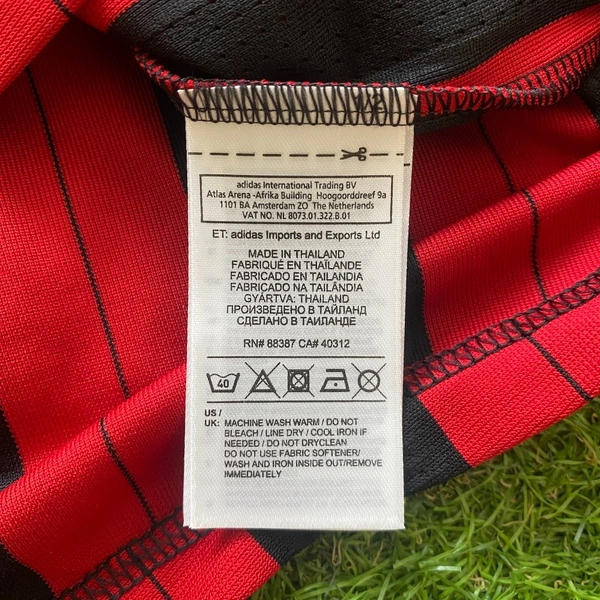 1/2
adidas International Trading BV
Atlas Arena -Afrika Building Hoogoorddreef 9a
1101 BA Amsterdam ZO The Netherlands
VAT NO. NL 8073.01.322.B.01
ET: adidas Imports and Exports Ltd
MADE IN THAILAND
FABRIQUÉ EN THAÏLANDE
FABRICADO EN TAILANDIA
FABRICADO NA TAILÂNDIA
GYÁRTVA: THAILAND
ПРОИЗВЕДЕНО В ТАЙЛАНД
СДЕЛАНО В ТАИЛАНДЕ
RN# 88387 CA# 40312
40
US /
UK: MACHINE WASH WARM / DO NOT
BLEACH / LINE DRY / COOL IRON IF
NEEDED / DO NOT DRYCLEAN
DO NOT USE FABRIC SOFTENER/
WASH AND IRON INSIDE OUT/REMOVE
IMMEDIATELY